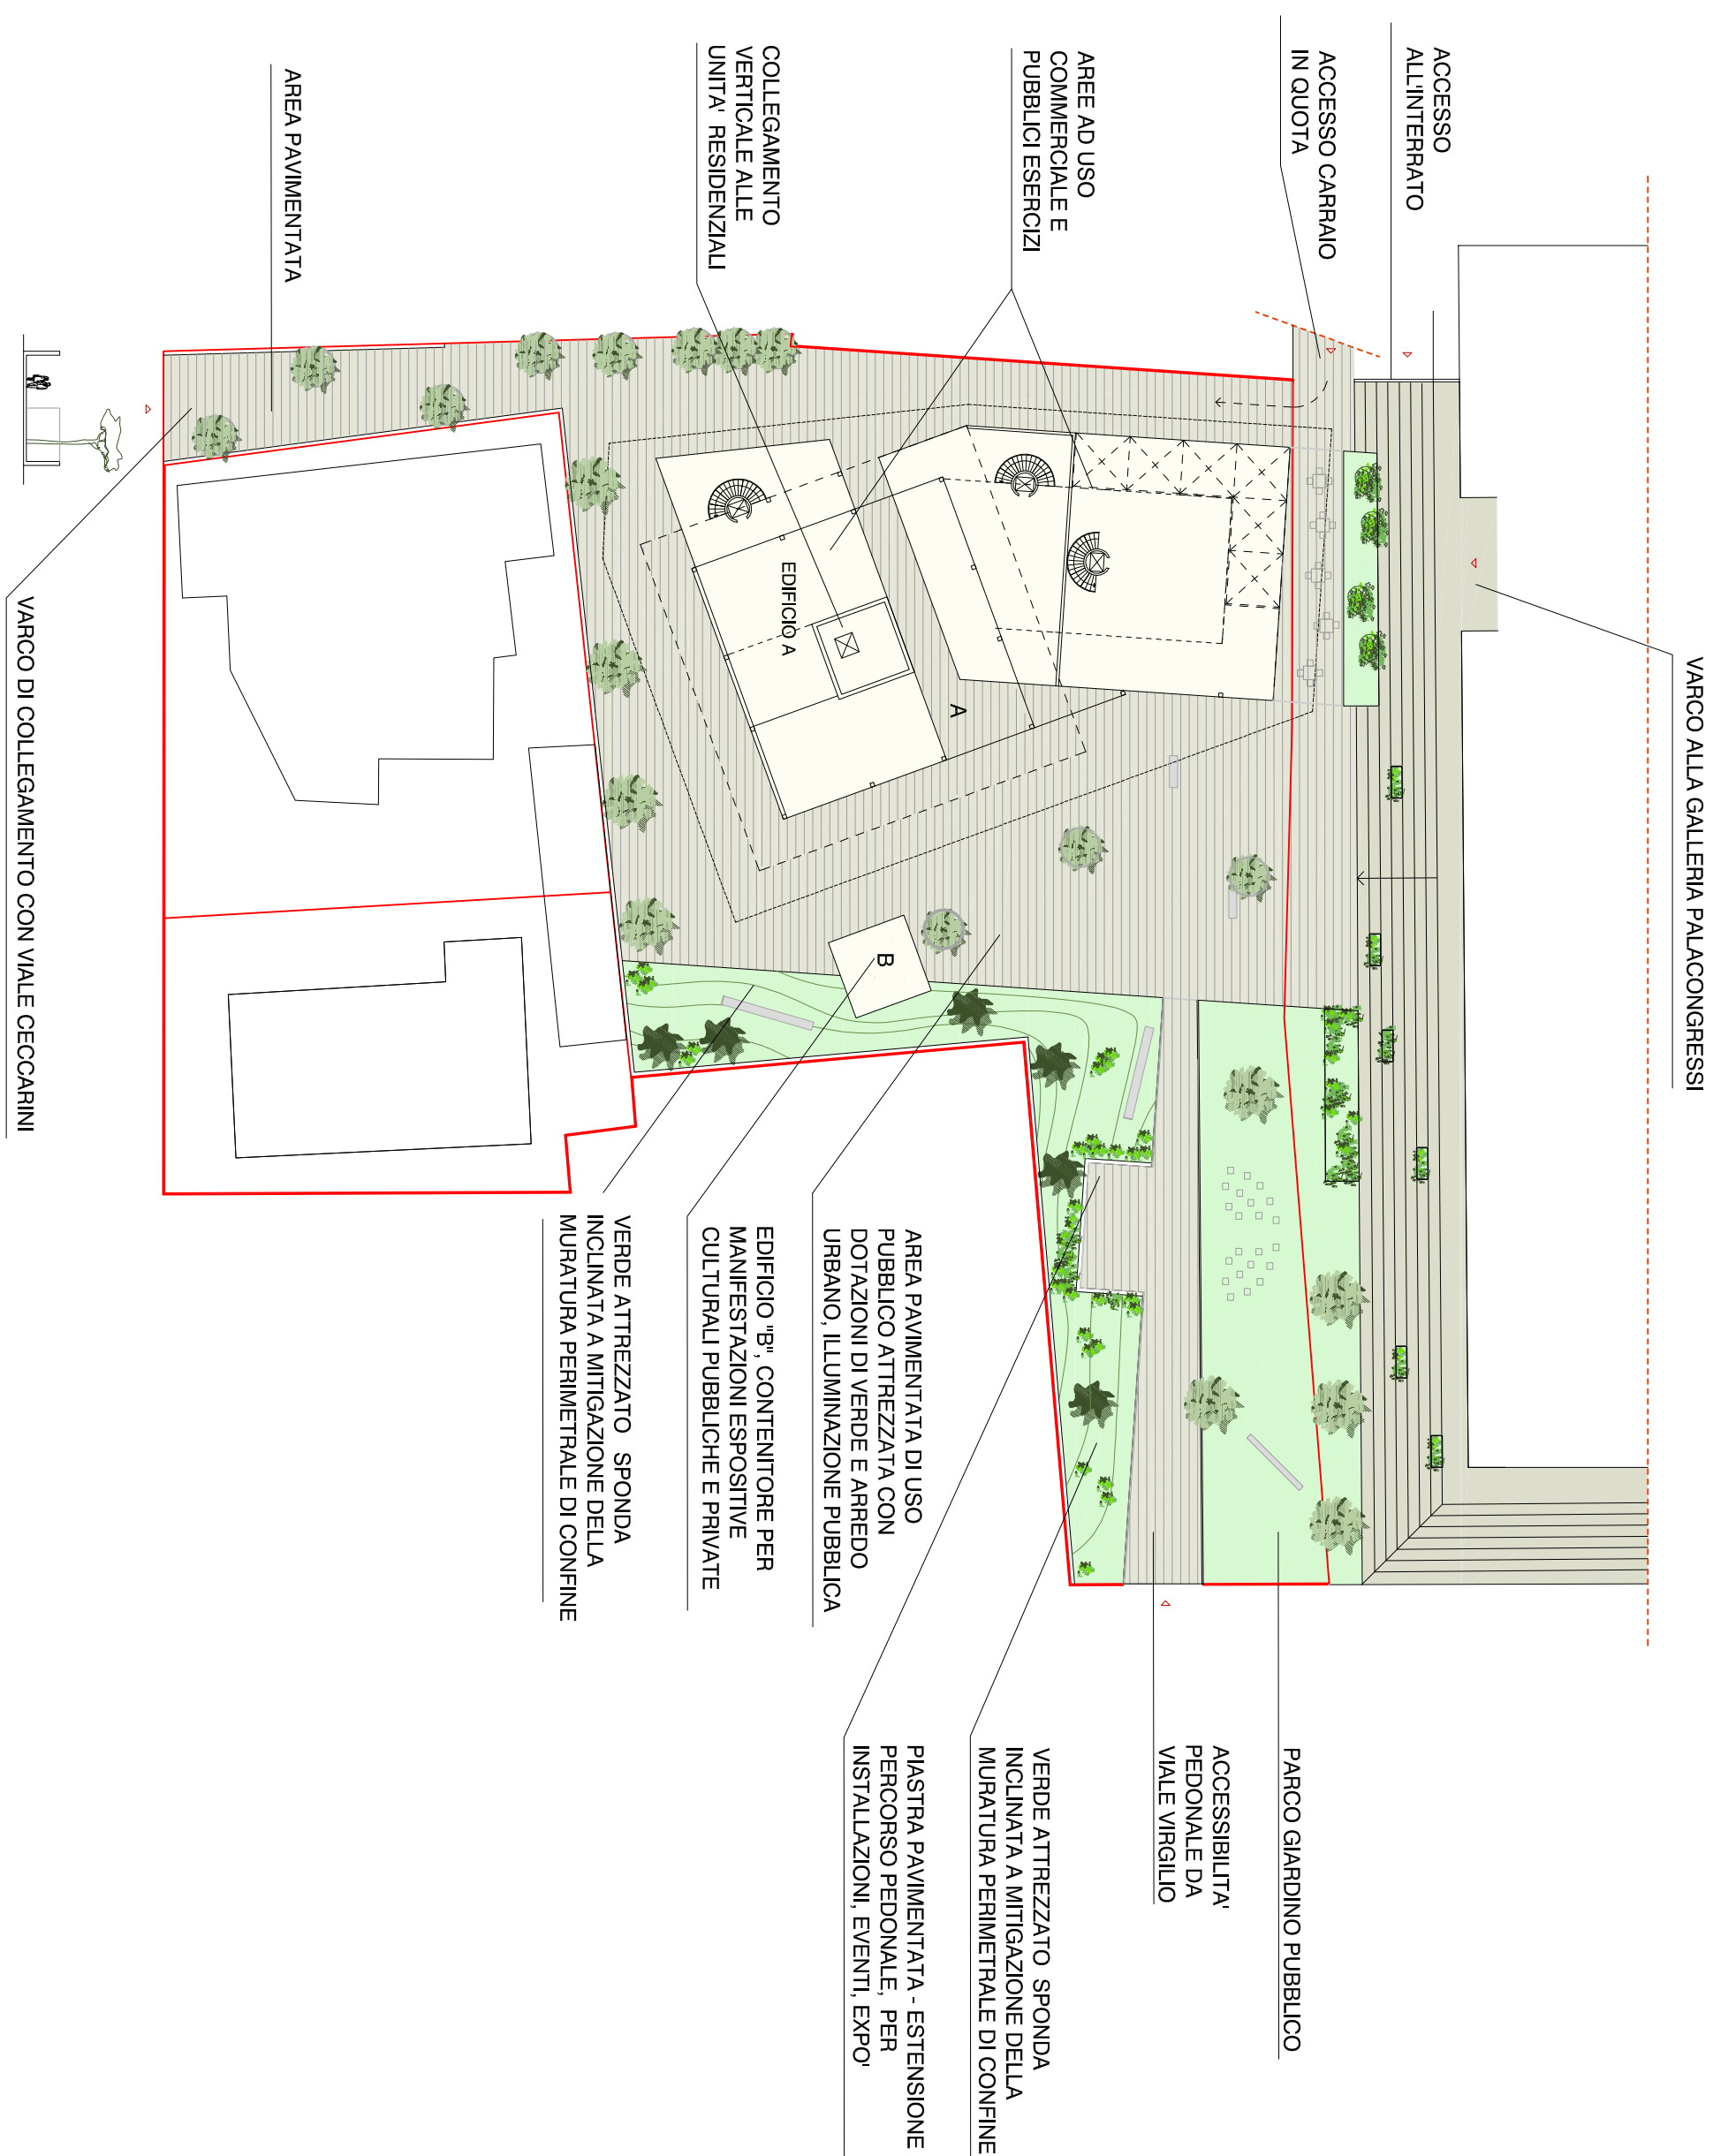 VARCO ALLA GALLERIA PALACONGRESSI
ACCESSO
ALL'INTERRATO
ACCESSO CARRAIO
IN QUOTA
AREE AD USO
COMMERCIALE E
PUBBLICI ESERCIZI
COLLEGAMENTO
VERTICALE ALLE
UNITA' RESIDENZIALI
AREA PAVIMENTATA
VARCO DI COLLEGAMENTO CON VIALE CECCARINI
EDIFICIO A
A
B
PARCO GIARDINO PUBBLICO
ACCESSIBILITA'
PEDONALE DA
VIALE VIRGILIO
VERDE ATTREZZATO SPONDA
INCLINATA A MITIGAZIONE DELLA
MURATURA PERIMETRALE DI CONFINE
PIASTRA PAVIMENTATA - ESTENSIONE
PERCORSO PEDONALE, PER
INSTALLAZIONI, EVENTI, EXPO'
AREA PAVIMENTATA DI USO
PUBBLICO ATTREZZATA CON
DOTAZIONI DI VERDE E ARREDO
URBANO, ILLUMINAZIONE PUBBLICA
EDIFICIO "B", CONTENITORE PER
MANIFESTAZIONI ESPOSITIVE
CULTURALI PUBBLICHE E PRIVATE
VERDE ATTREZZATO SPONDA
INCLINATA A MITIGAZIONE DELLA
MURATURA PERIMETRALE DI CONFINE